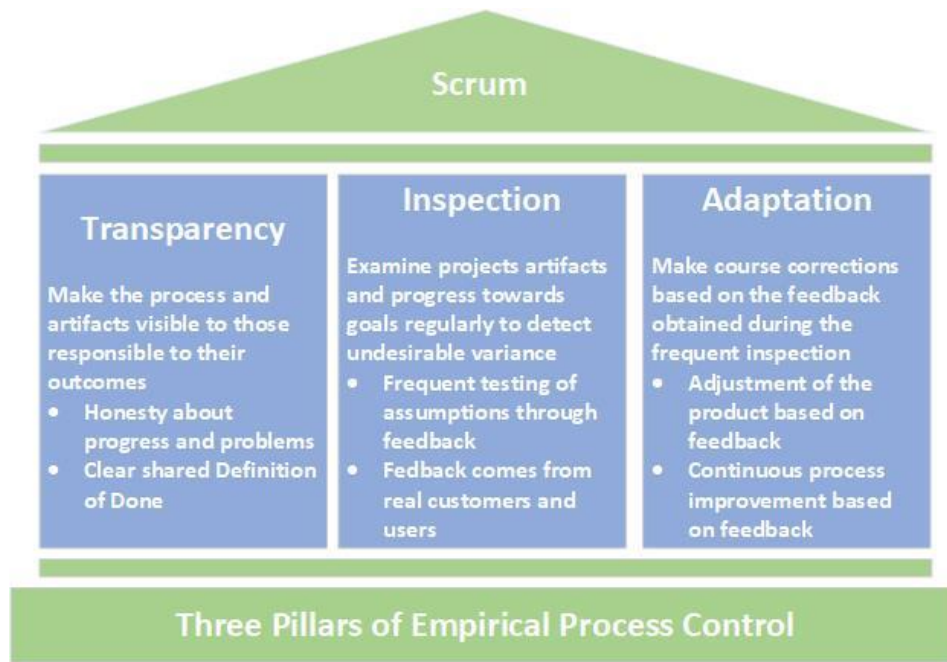 Scrum
Transparency
Make the process and
artifacts visible to those
responsible to their
outcomes
• Honesty about
progress and problems
• Clear shared Definition
of Done
Inspection
Examine projects artifacts
and progress towards
goals regularly to detect
undesirable variance
• Frequent testing of
assumptions through
feedback
• Fedback comes from
real customers and
users
Adaptation
Make course corrections
based on the feedback
obtained during the
frequent inspection
• Adjustment of the
product based on
feedback
• Continuous process
improvement based
on feedback
Three Pillars of Empirical Process Control